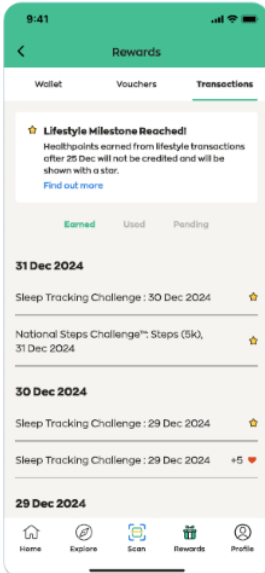 9:41
Rewards
Wallet Vouchers Transactions
Lifestyle Milestone Reached!
Healthpoints earned from lifestyle transactions
after 25 Dec will not be credited and will be
shown with a star.
Find out more
Earned Used Pending
31 Dec 2024
Sleep Tracking Challenge : 30 Dec 2024
National Steps Challenge™: Steps (5k),
31 Dec 2024
30 Dec 2024
Sleep Tracking Challenge : 29 Dec 2024
Sleep Tracking Challenge : 29 Dec 2024 +5
29 Dec 2024
Home Explore Scan Rewards Profile